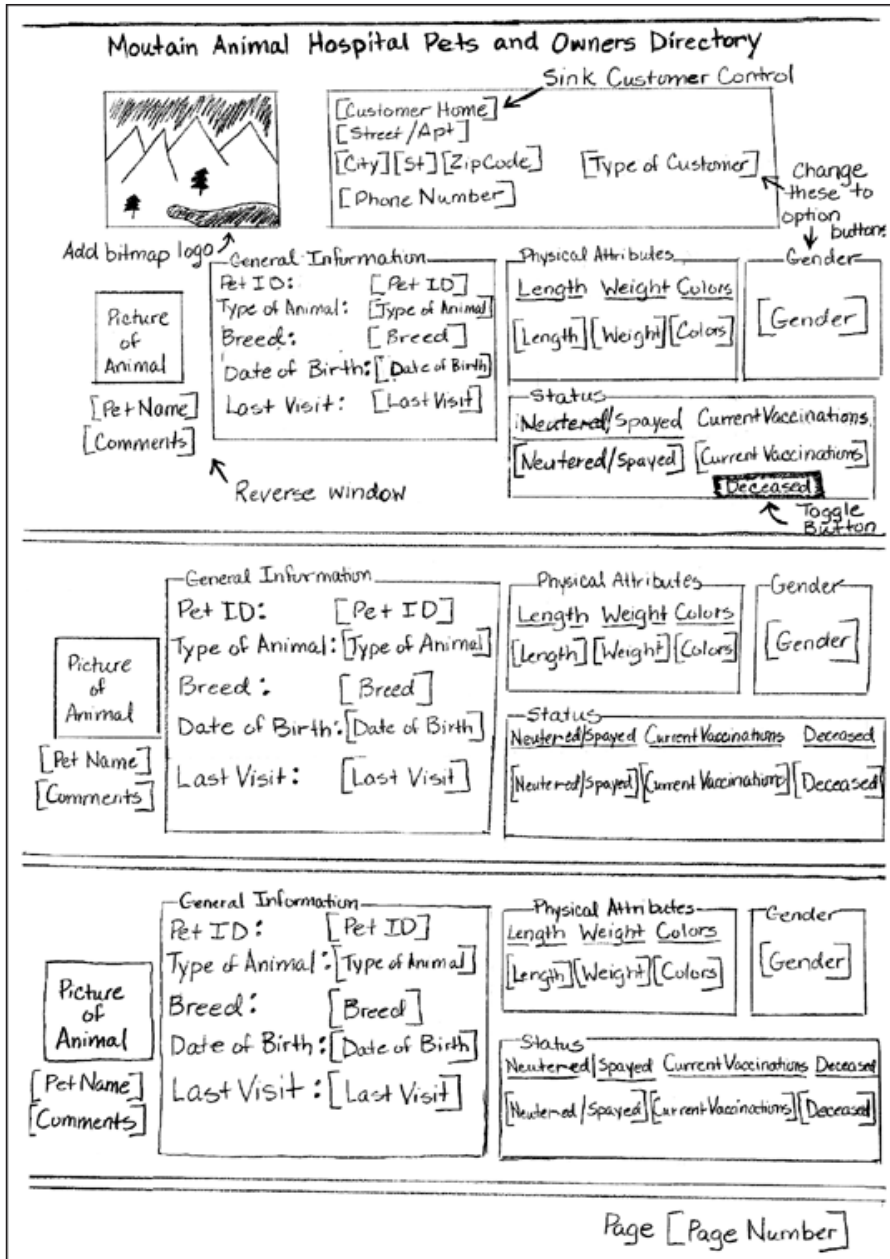 Moutain Animal Hospital Pets and Owners Directory
Sink Customer Control
[Customer Home]
[Street/Apt]
[City] [St] [ZipCode] [Type of Customer]
[Phone Number]
Change
these to
option
buttons
Add bitmap logo
General Information
Pet ID: [Pet ID]
Type of Animal: [Type of Animal]
Breed: [Breed]
Date of Birth: [Date of Birth]
Last Visit: [Last Visit]
Physical Attributes
Length Weight Colors
[Length] [Weight] [Colors]
Gender
[Gender]
Picture
of
Animal
[Pet Name]
[Comments]
Reverse window
Status
Neutered/Spayed Current Vaccinations
[Neutered/Spayed] [Current Vaccinations]
Deceased
Toggle
Button
General Information
Pet ID: [Pet ID]
Type of Animal: [Type of Animal]
Breed: [Breed]
Date of Birth: [Date of Birth]
Last Visit: [Last Visit]
Physical Attributes
Length Weight Colors
[Length] [Weight] [Colors]
Gender
[Gender]
Picture
of
Animal
[Pet Name]
[Comments]
Status
Neutered/Spayed Current Vaccinations Deceased
[Neutered/Spayed] [Current Vaccinations] [Deceased]
General Information
Pet ID: [Pet ID]
Type of Animal: [Type of Animal]
Breed: [Breed]
Date of Birth: [Date of Birth]
Last Visit: [Last Visit]
Physical Attributes
Length Weight Colors
[Length] [Weight] [Colors]
Gender
[Gender]
Picture
of
Animal
[Pet Name]
[Comments]
Status
Neutered/Spayed Current Vaccinations Deceased
[Neutered/Spayed] [Current Vaccinations] [Deceased]
Page [Page Number]